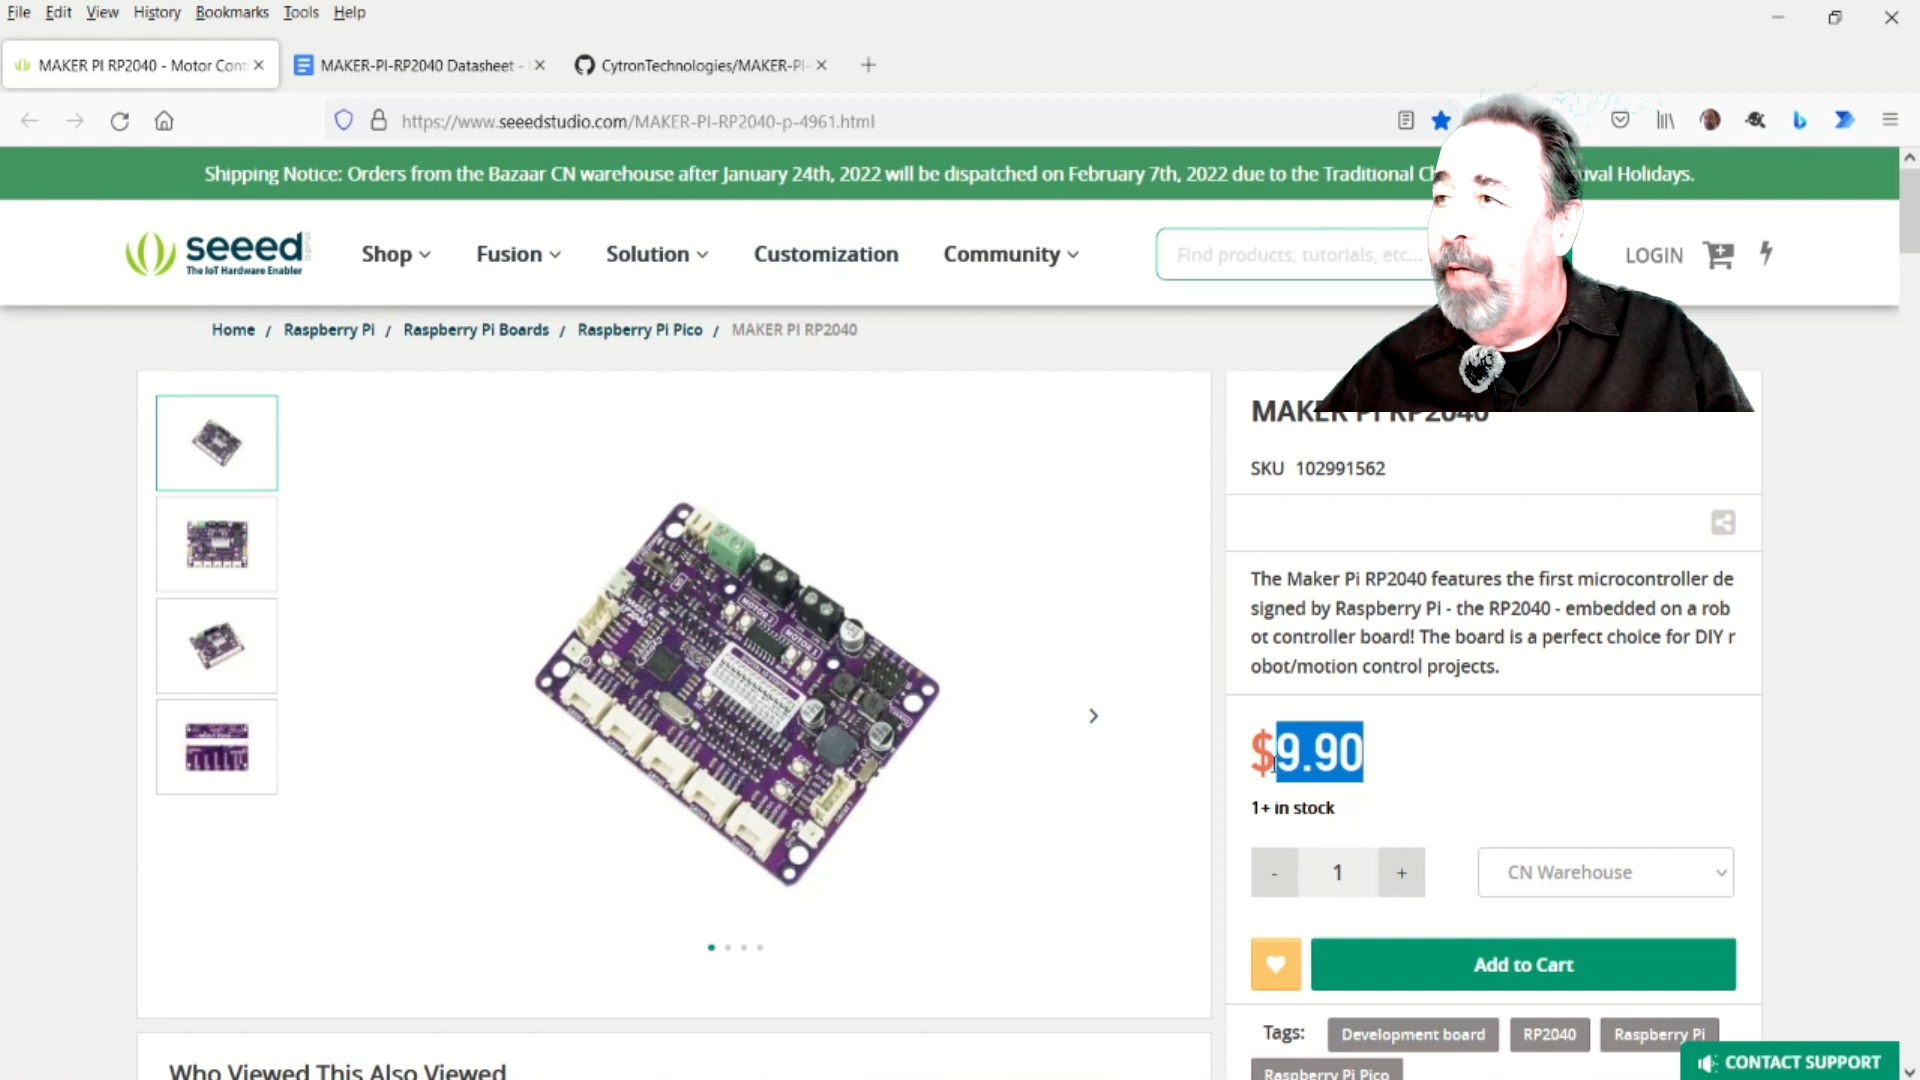 File Edit View History Bookmarks Tools Help
MAKER PI RP2040 - Motor Cont
MAKER-PI-RP2040 Datasheet -
CytronTechnologies/MAKER-PI-
https://www.seeedstudio.com/MAKER-PI-RP2040-p-4961.html
Shipping Notice: Orders from the Bazaar CN warehouse after January 24th, 2022 will be dispatched on February 7th, 2022 due to the Traditional Ch ival Holidays.
seeed studio
The IoT Hardware Enabler
Shop Fusion Solution Customization Community
Find products, tutorials, etc...
LOGIN
Home / Raspberry Pi / Raspberry Pi Boards / Raspberry Pi Pico / MAKER PI RP2040
MAKER PI RP2040
SKU 102991562
The Maker Pi RP2040 features the first microcontroller de
signed by Raspberry Pi - the RP2040 - embedded on a rob
ot controller board! The board is a perfect choice for DIY r
obot/motion control projects.
$9.90
1+ in stock
- 1 +
CN Warehouse
Add to Cart
Tags: Development board RP2040 Raspberry Pi
Raspberry Pi Pico
CONTACT SUPPORT
Who Viewed This Also Viewed